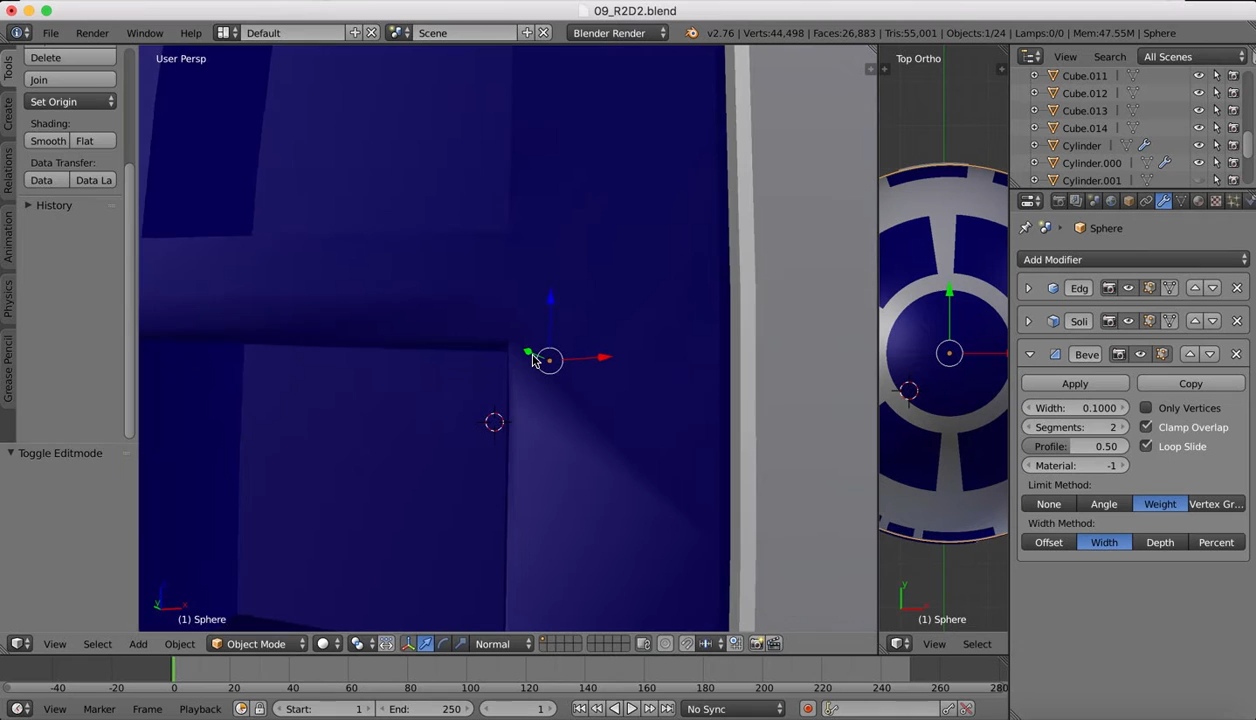 09_R2D2.blend
File Render Window Help Default Scene Blender Render v2.76 | Verts:44,498 | Faces:26,883 | Tris:55,001 | Objects:1/24 | Lamps:0/0 | Mem:47.55M | Sphere
Tools
Create
Relations
Animation
Physics
Grease Pencil
Delete
Join
Set Origin
Shading:
Smooth Flat
Data Transfer:
Data Data La
History
Toggle Editmode
User Persp
(1) Sphere
View Select Add Object Object Mode Normal
Top Ortho
(1) Sphere
View Select
View Search All Scenes
Cube.011
Cube.012
Cube.013
Cube.014
Cylinder
Cylinder.000
Cylinder.001
Sphere
Add Modifier
Edg
Soli
Beve
Apply Copy
Width: 0.1000 Only Vertices
Segments: 2 Clamp Overlap
Profile: 0.50 Loop Slide
Material: -1
Limit Method:
None Angle Weight Vertex Gr...
Width Method:
Offset Width Depth Percent
-40 -20 0 20 40 60 80 100 120 140 160 180 200 220 240 260 280
View Marker Frame Playback Start: 1 End: 250 1 No Sync